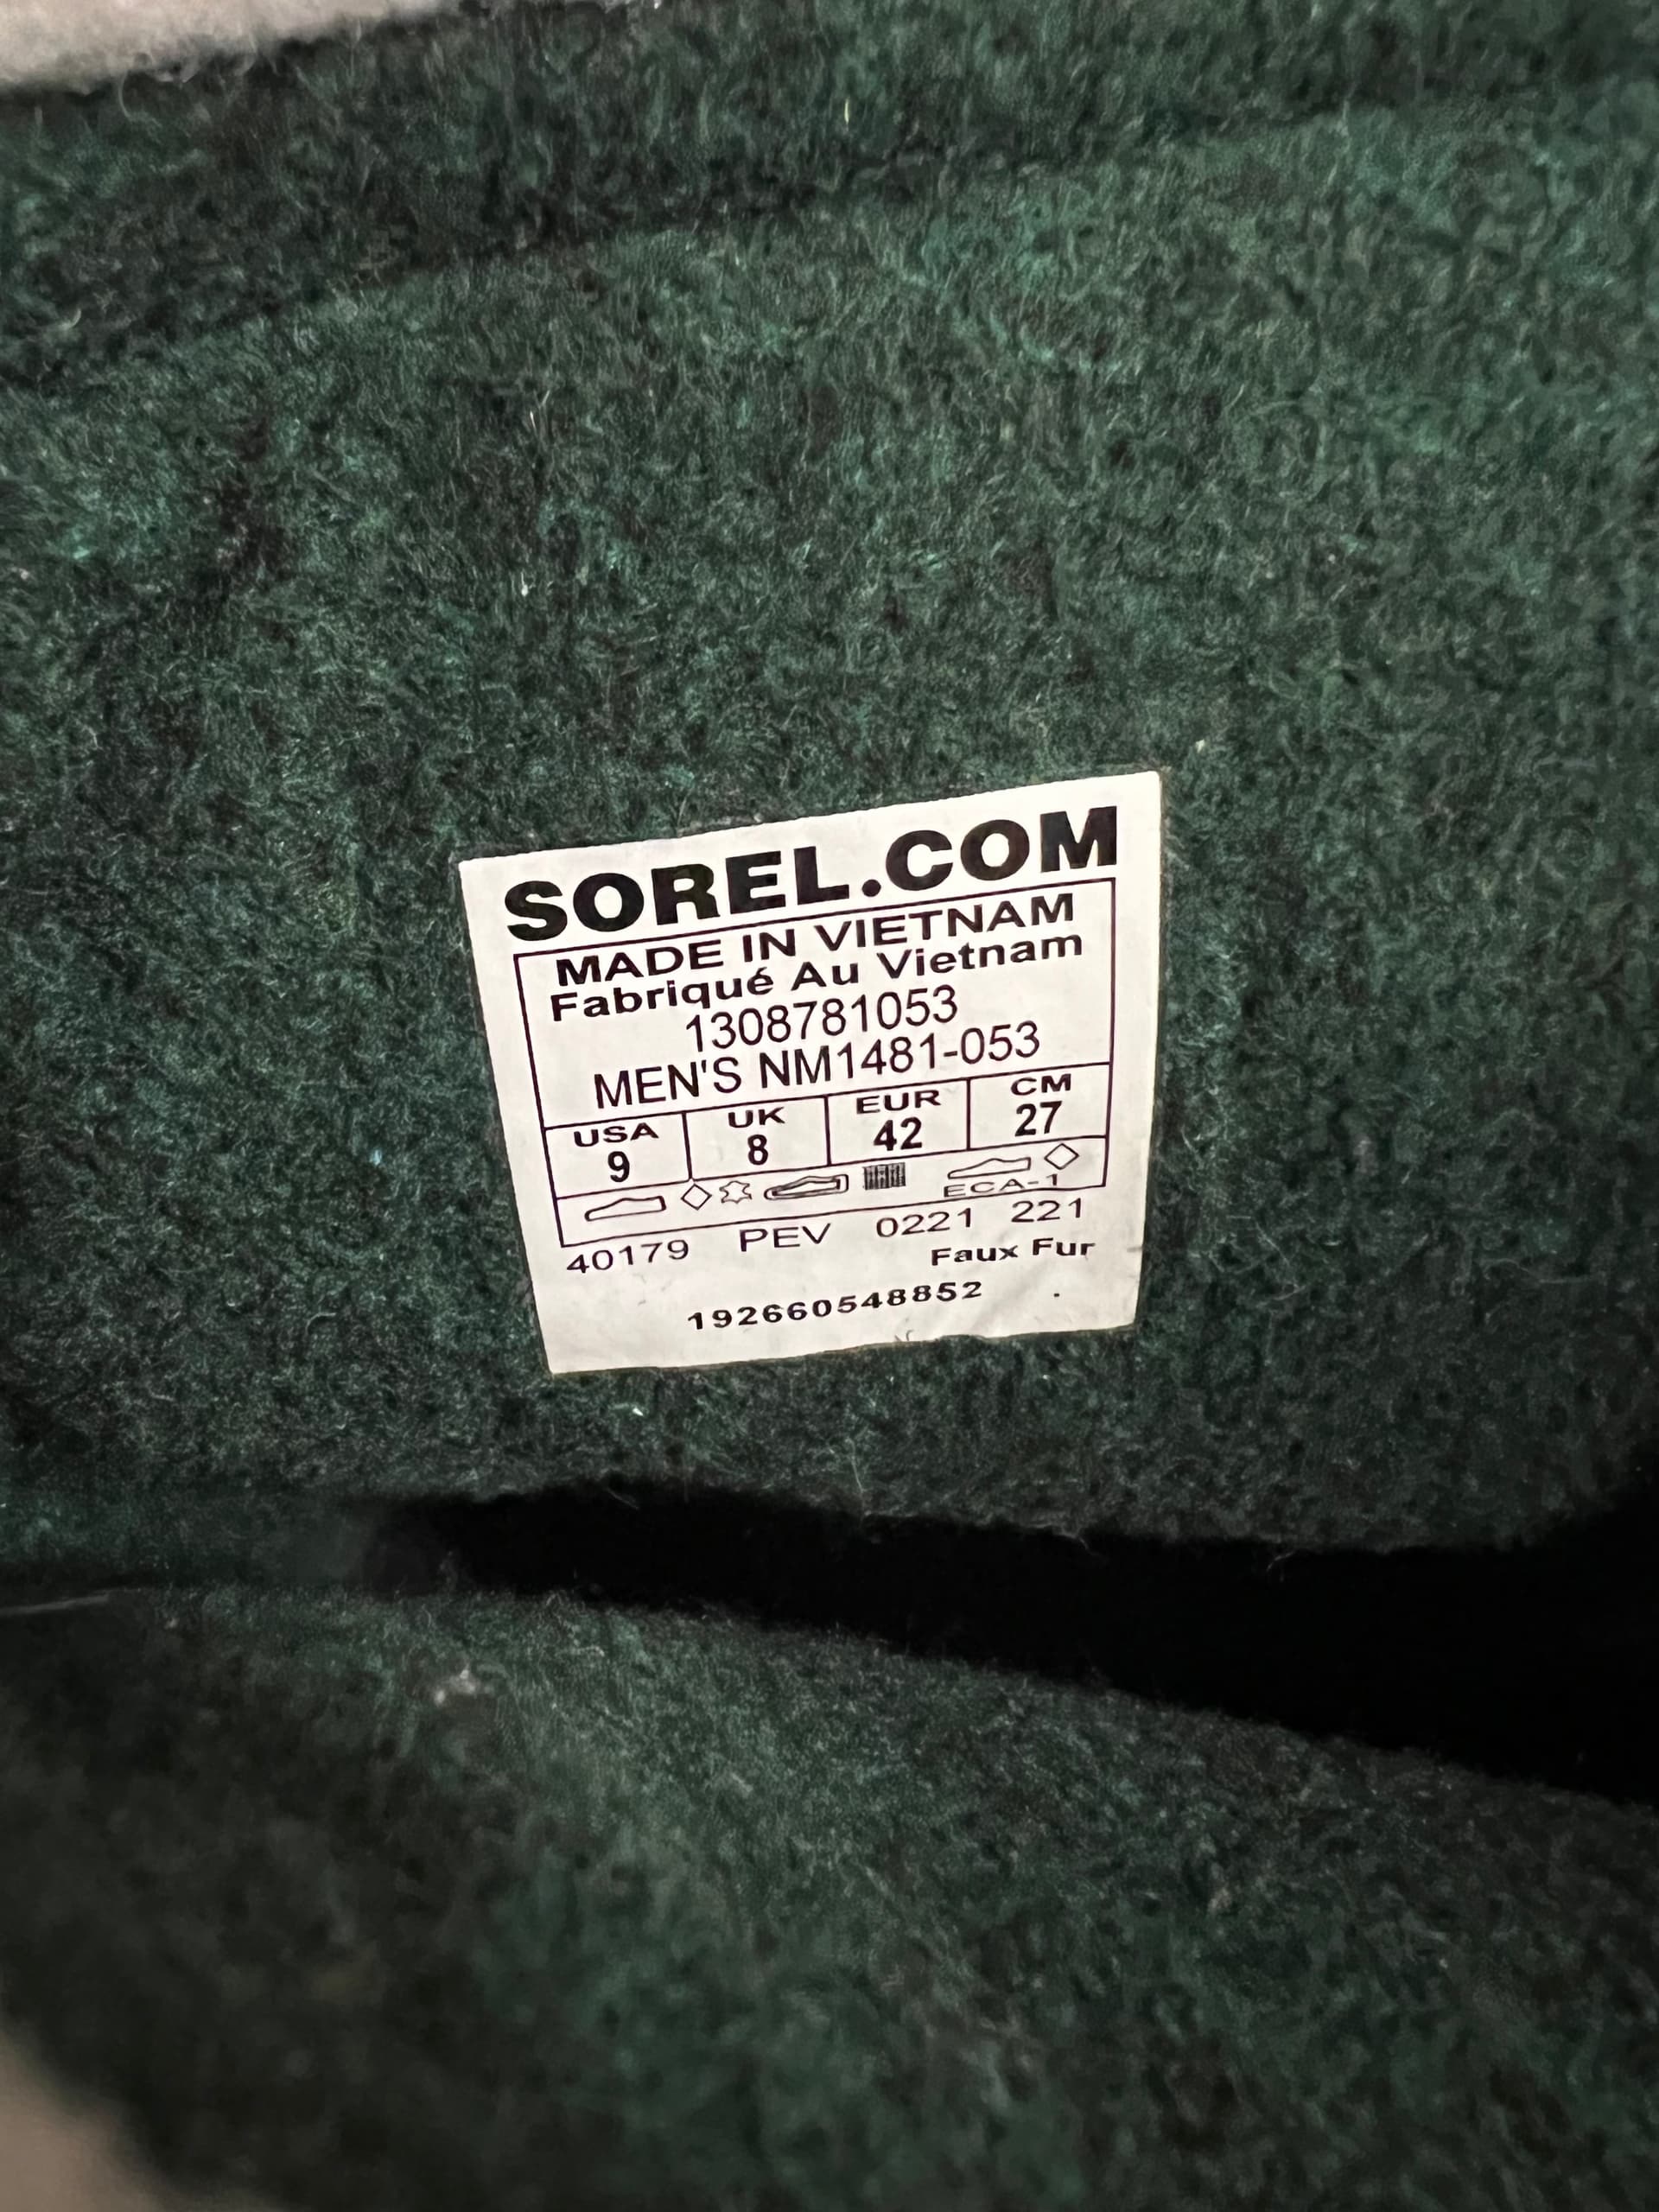 SOREL.COM
MADE IN VIETNAM
Fabriqué Au Vietnam
1308781053
MEN'S NM1481-053
USA UK EUR CM
9 8 42 27
ECA-1
40179 PEV 0221 221
Faux Fur
192660548852